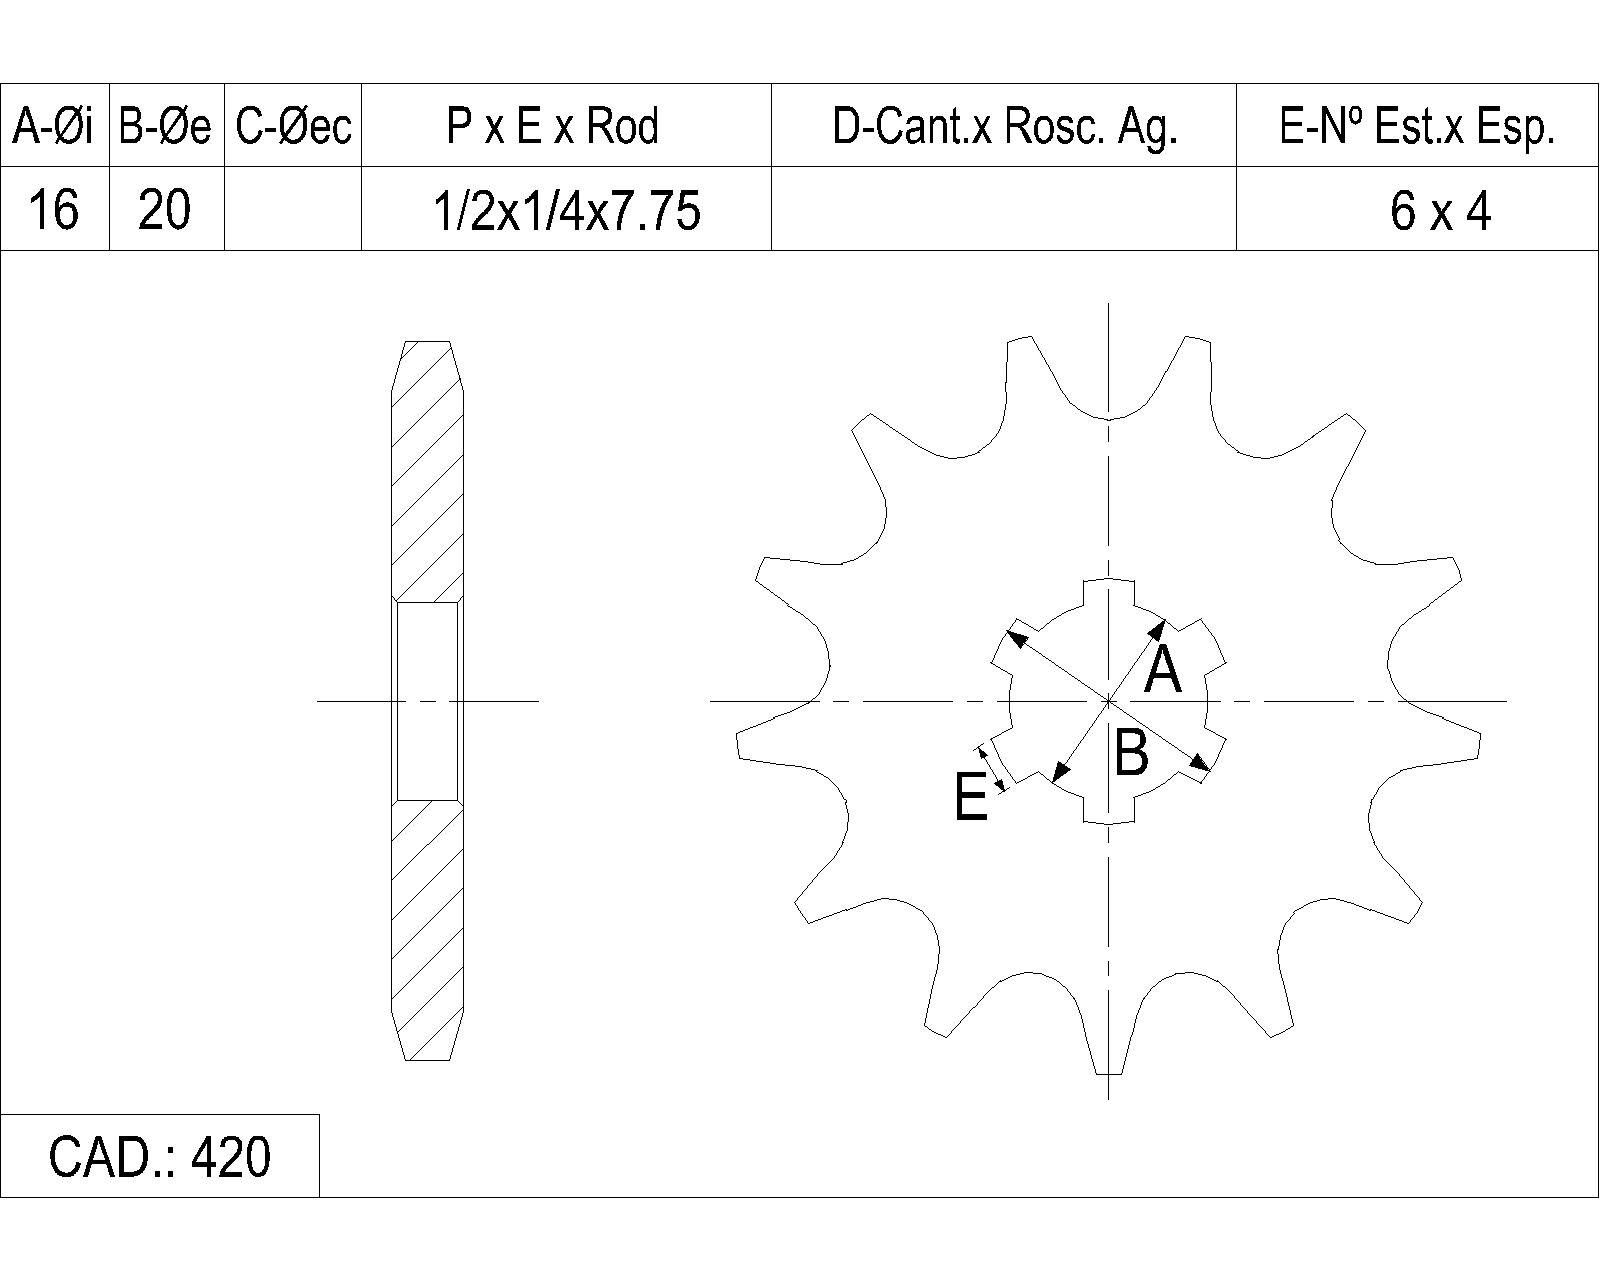 A-Øi B-Øe C-Øec P x E x Rod D-Cant.x Rosc. Ag. E-Nº Est.x Esp.
16 20 1/2x1/4x7.75 6 x 4
A
B
E
CAD.: 420